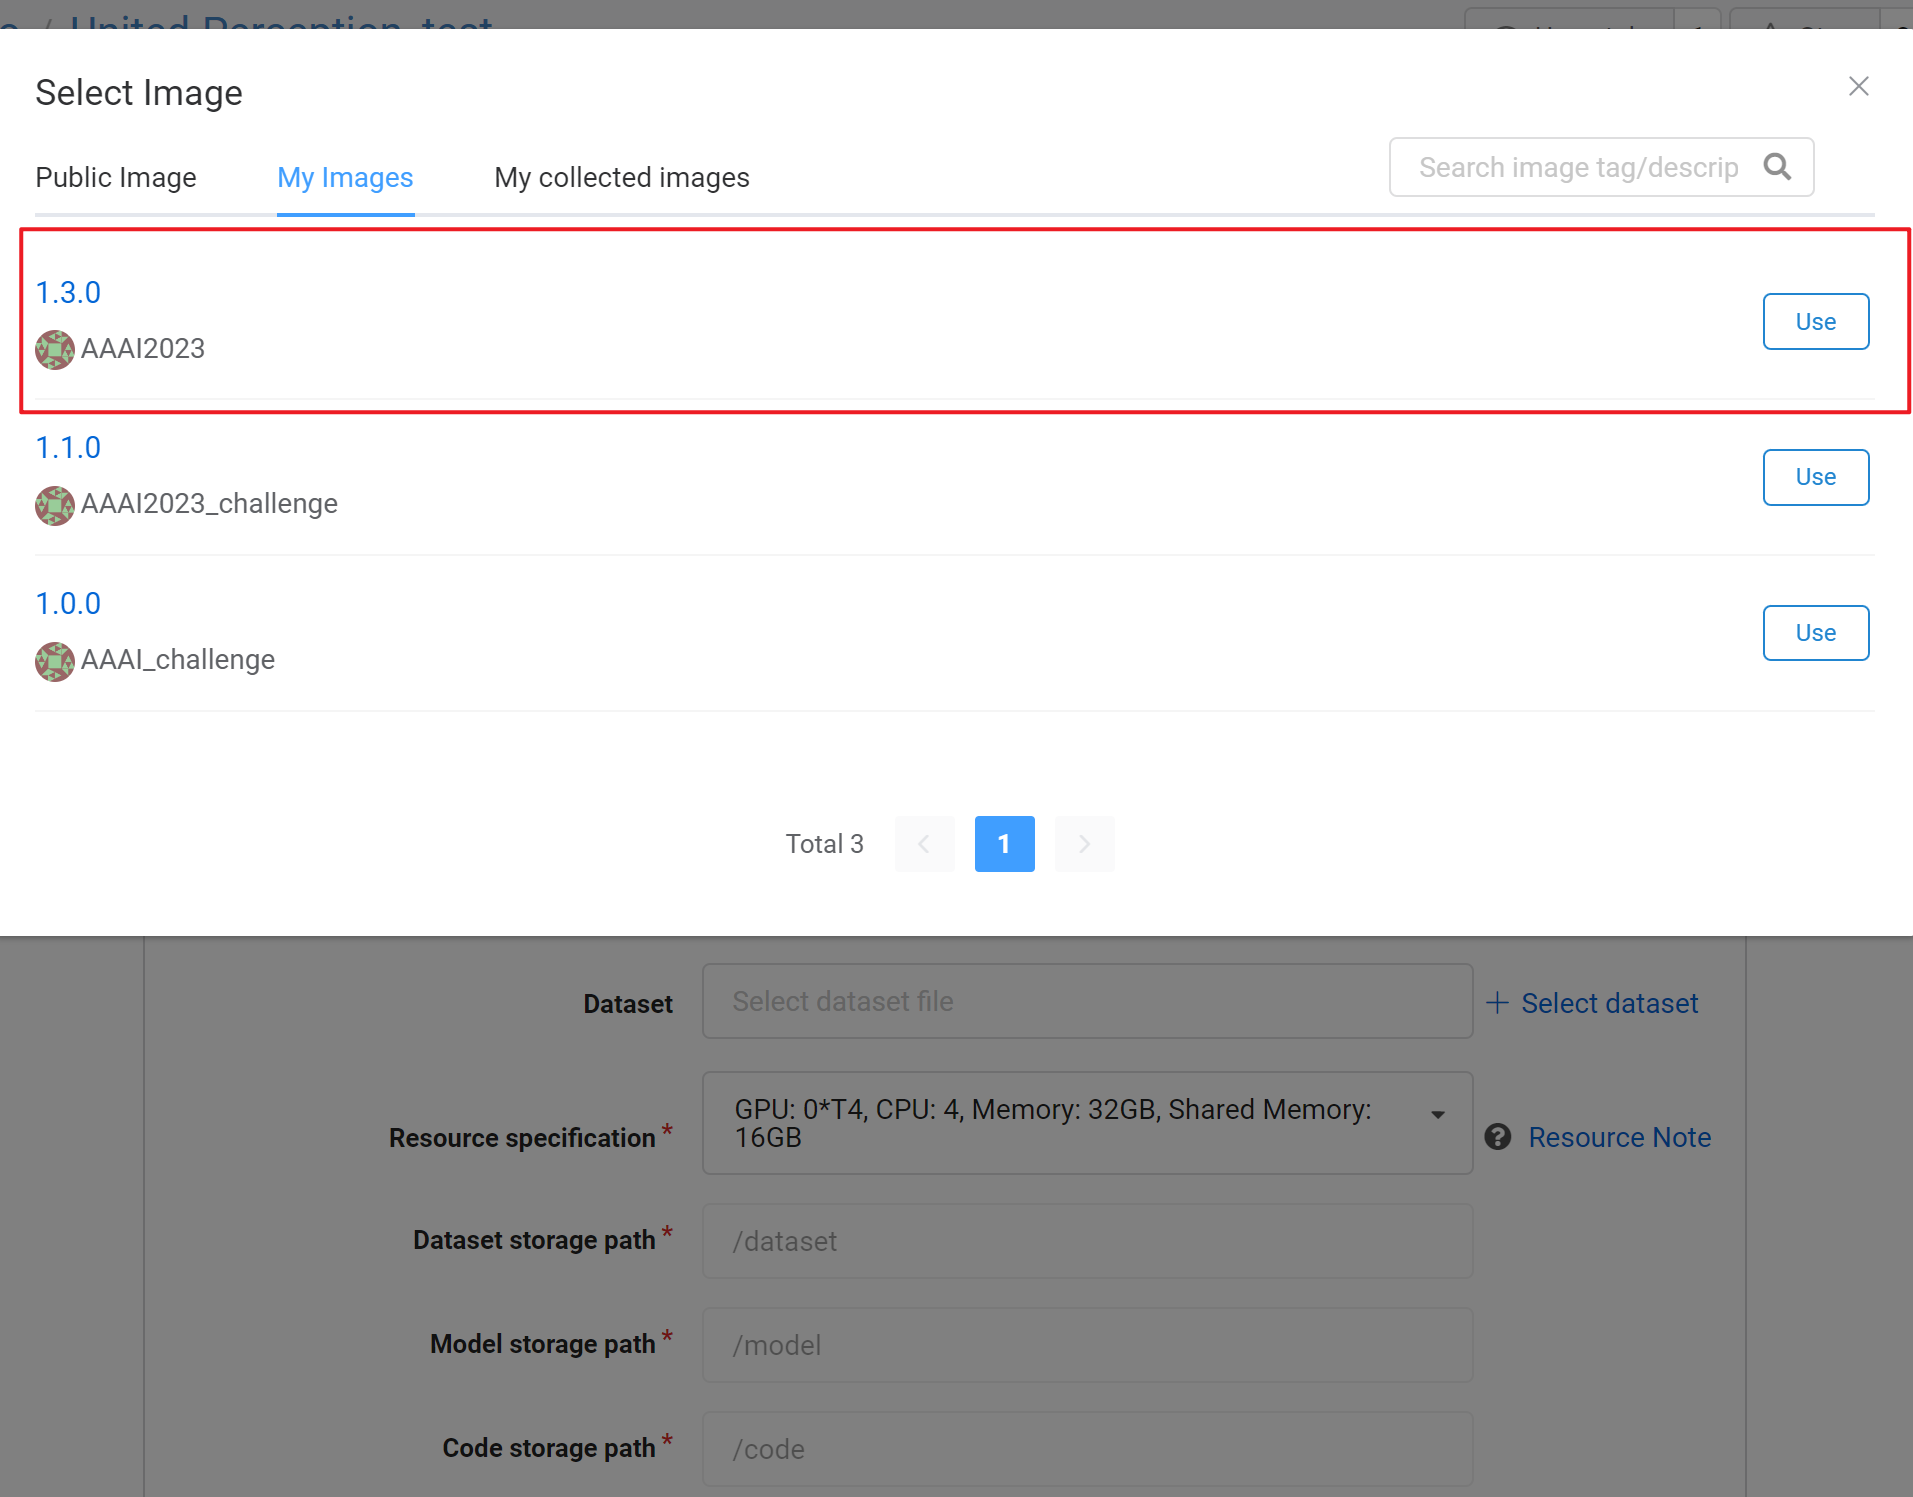 / United Perception_test
Select Image
Public Image
My Images
My collected images
Search image tag/descrip
1.3.0
AAAI2023
Use
1.1.0
AAAI2023_challenge
Use
1.0.0
AAAI_challenge
Use
Total 3
1
Dataset
Select dataset file
Select dataset
Resource specification *
GPU: 0*T4, CPU: 4, Memory: 32GB, Shared Memory:
16GB
Resource Note
Dataset storage path *
/dataset
Model storage path *
/model
Code storage path *
/code